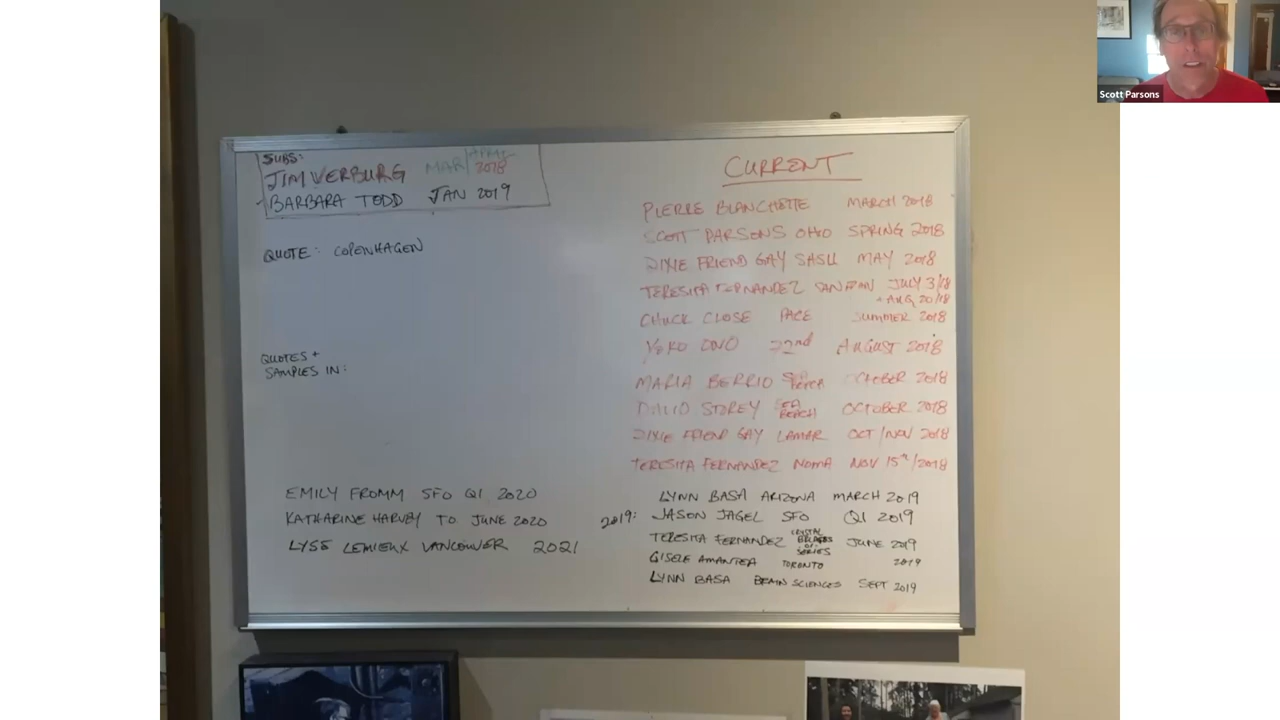 Scott Parsons
SUBS:
JIM VERBURG MAR/APRIL 2018
BARBARA TODD JAN 2019
QUOTE: COPENHAGEN
QUOTES +
SAMPLES IN:
EMILY FROMM SFO Q1 2020
KATHARINE HARVEY TO JUNE 2020
LYSE LEMIEUX VANCOUVER 2021
CURRENT
PIERRE BLANCHETTE MARCH 2018
SCOTT PARSONS OHIO SPRING 2018
DIXIE FRIEND GAY SASU MAY 2018
TERESITA FERNANDEZ JULY 3/18
+ AUG 20/18
CHUCK CLOSE PACE SUMMER 2018
YOKO ONO 72nd AUGUST 2018
MARIA BERRIO OCTOBER 2018
DAVID STOREY OCTOBER 2018
DIXIE FRIEND GAY LAMAR OCT/NOV 2018
TERESITA FERNANDEZ NOMA NOV 15th/2018
LYNN BASA ARIZONA MARCH 2019
2019: JASON JAGEL SFO Q1 2019
TERESITA FERNANDEZ CRYSTAL BRIDGES JUNE 2019
SERIES
GISELE AMANTEA TORONTO 2019
LYNN BASA BRAIN SCIENCES SEPT 2019